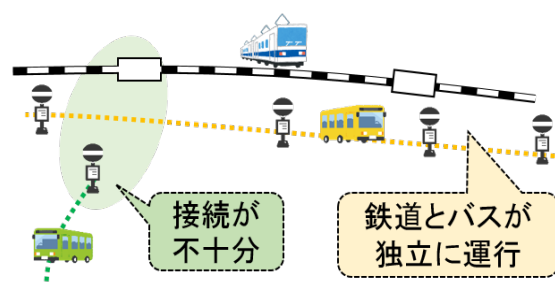 接続が
不十分
鉄道とバスが
独立に運行